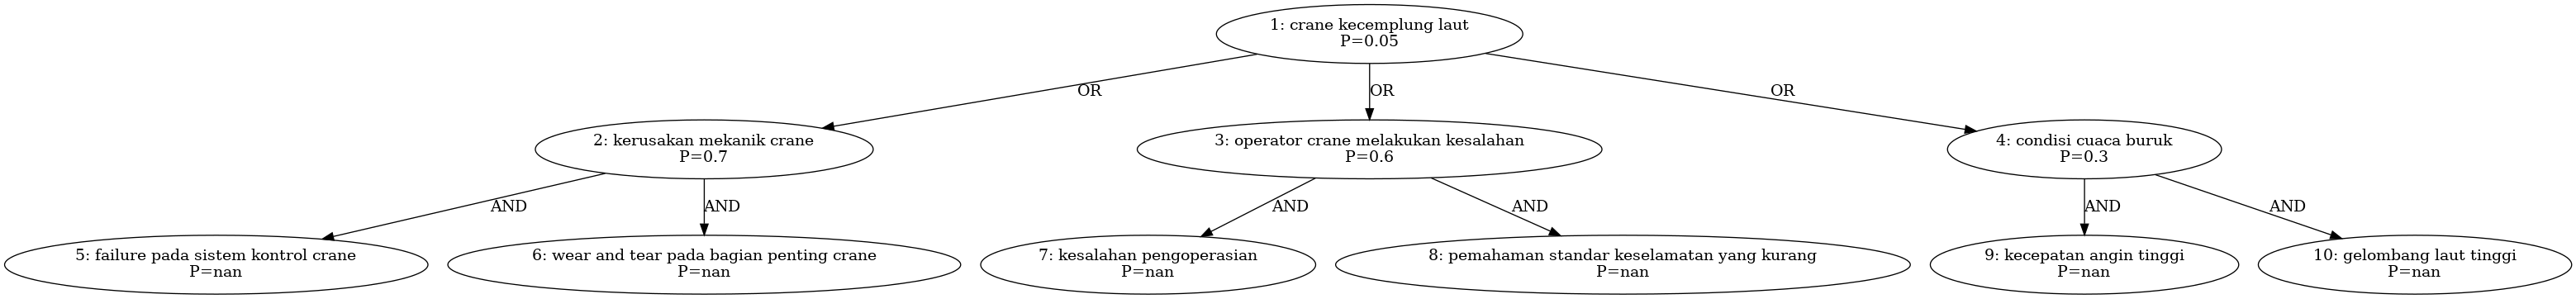 1: crane kecemplung laut
P=0.05
OR
OR
OR
2: kerusakan mekanik crane
P=0.7
3: operator crane melakukan kesalahan
P=0.6
4: condisi cuaca buruk
P=0.3
AND
AND
AND
AND
AND
AND
5: failure pada sistem kontrol crane
P=nan
6: wear and tear pada bagian penting crane
P=nan
7: kesalahan pengoperasian
P=nan
8: pemahaman standar keselamatan yang kurang
P=nan
9: kecepatan angin tinggi
P=nan
10: gelombang laut tinggi
P=nan